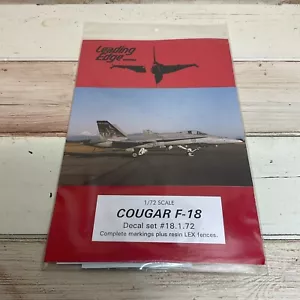 Leading
Edge
1/72 SCALE
COUGAR F-18
Decal set #18.1.72
Complete markings plus resin LEX fences.